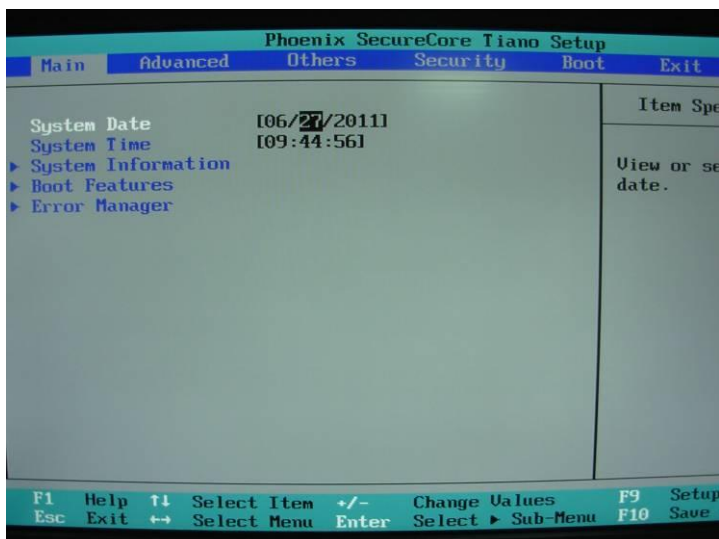 Phoenix SecureCore Tiano Setup
Main Advanced Others Security Boot Exit
Item Spe
System Date [06/27/2011]
System Time [09:44:56]
▶ System Information
▶ Boot Features
▶ Error Manager
View or se
date.
F1 Help ↑↓ Select Item +/- Change Values F9 Setup
Esc Exit ↔ Select Menu Enter Select ▶ Sub-Menu F10 Save